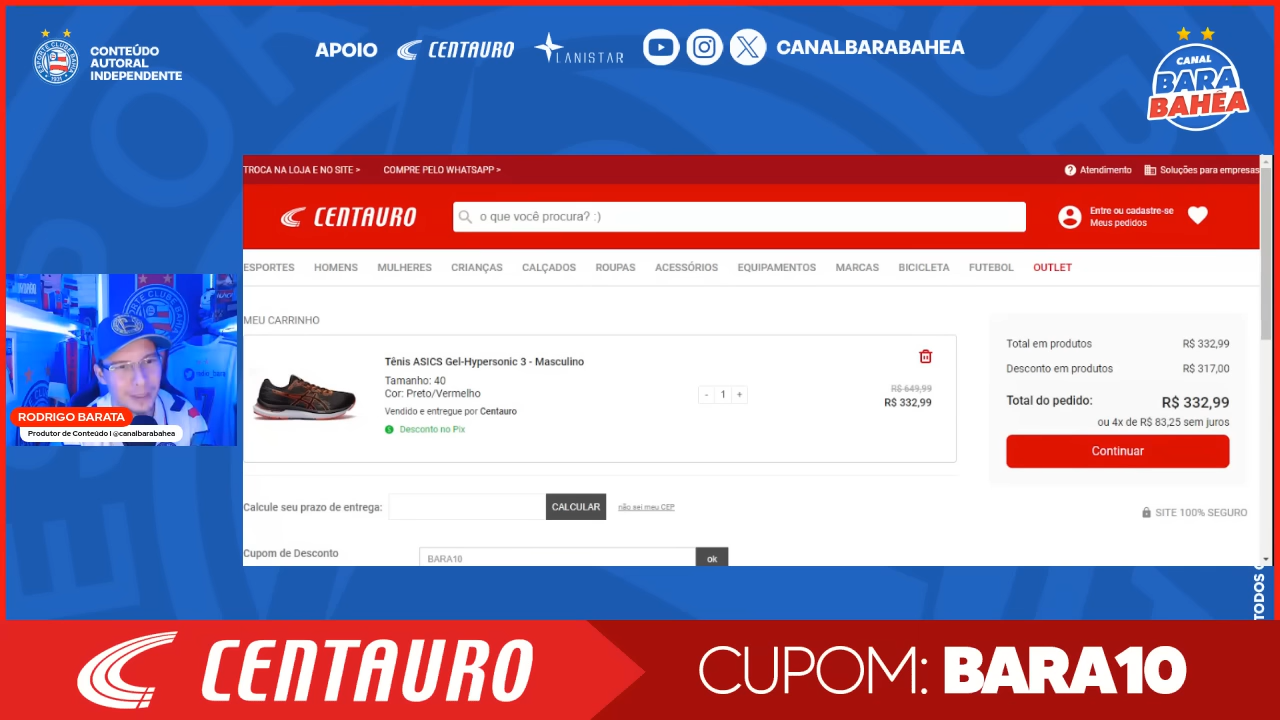 CONTEÚDO
AUTORAL
INDEPENDENTE
APOIO
CENTAURO
LANISTAR
CANALBARABAHEA
CANAL
BARA
BAHÊA
TROCA NA LOJA E NO SITE >
COMPRE PELO WHATSAPP >
Atendimento
Soluções para empresas
CENTAURO
o que você procura? :)
Entre ou cadastre-se
Meus pedidos
ESPORTES
HOMENS
MULHERES
CRIANÇAS
CALÇADOS
ROUPAS
ACESSÓRIOS
EQUIPAMENTOS
MARCAS
BICICLETA
FUTEBOL
OUTLET
MEU CARRINHO
Tênis ASICS Gel-Hypersonic 3 - Masculino
Tamanho: 40
Cor: Preto/Vermelho
Vendido e entregue por Centauro
Desconto no Pix
- 1 +
R$ 649,99
R$ 332,99
Total em produtos R$ 332,99
Desconto em produtos R$ 317,00
Total do pedido: R$ 332,99
ou 4x de R$ 83,25 sem juros
Continuar
SITE 100% SEGURO
Calcule seu prazo de entrega:
CALCULAR
não sei meu CEP
Cupom de Desconto
BARA10
ok
RODRIGO BARATA
Produtor de Conteúdo | @canalbarabahea
TODOS
CENTAURO
CUPOM: BARA10